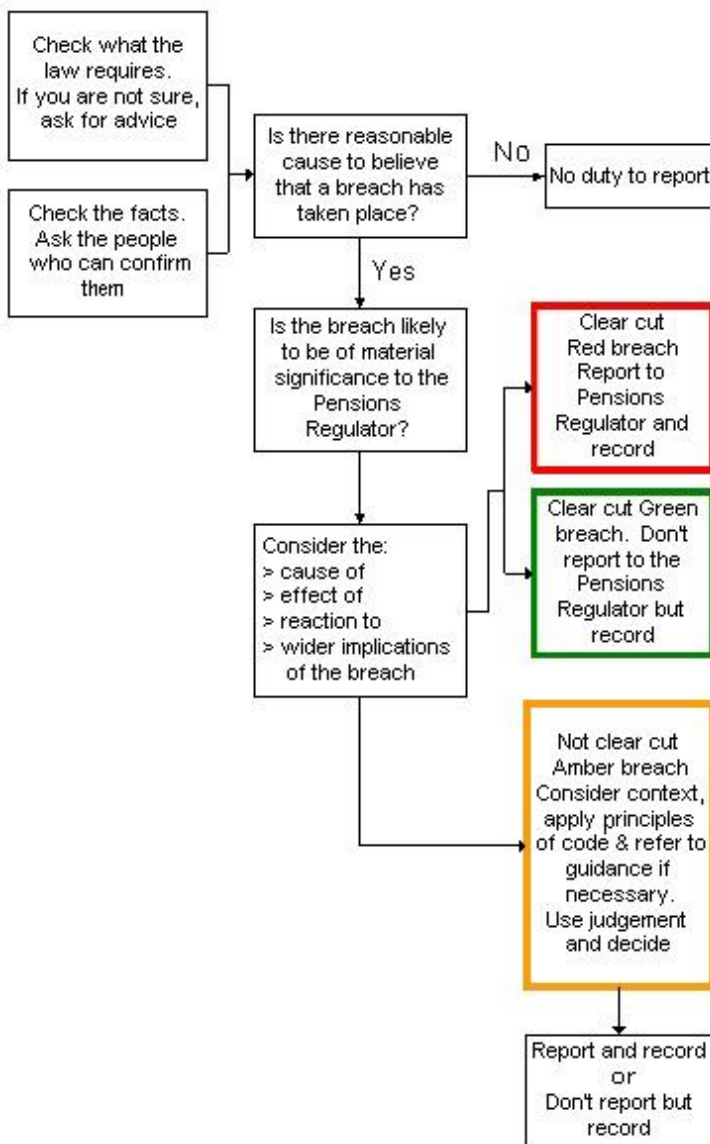 Check what the
law requires.
If you are not sure,
ask for advice
Check the facts.
Ask the people
who can confirm
them
Is there reasonable
cause to believe
that a breach has
taken place?
No
No duty to report
Yes
Is the breach likely
to be of material
significance to the
Pensions
Regulator?
Consider the:
> cause of
> effect of
> reaction to
> wider implications
of the breach
Clear cut
Red breach
Report to
Pensions
Regulator and
record
Clear cut Green
breach. Don't
report to the
Pensions
Regulator but
record
Not clear cut
Amber breach
Consider context,
apply principles
of code & refer to
guidance if
necessary.
Use judgement
and decide
Report and record
or
Don't report but
record